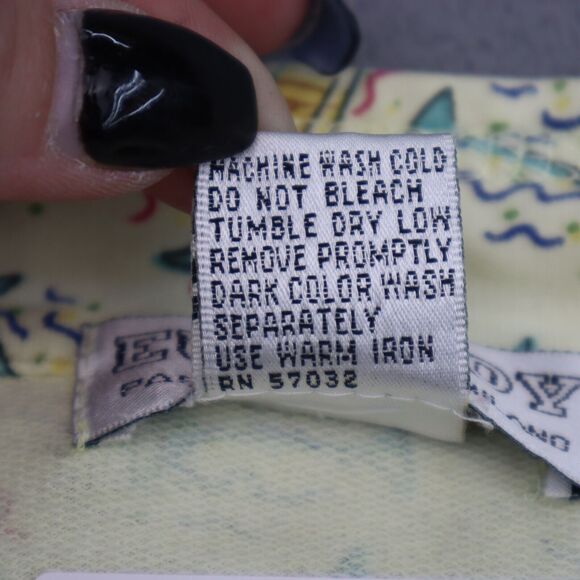 MACHINE WASH COLD
DO NOT BLEACH
TUMBLE DRY LOW
REMOVE PROMPTLY
DARK COLOR WASH
SEPARATELY
USE WARM IRON
RN 57032